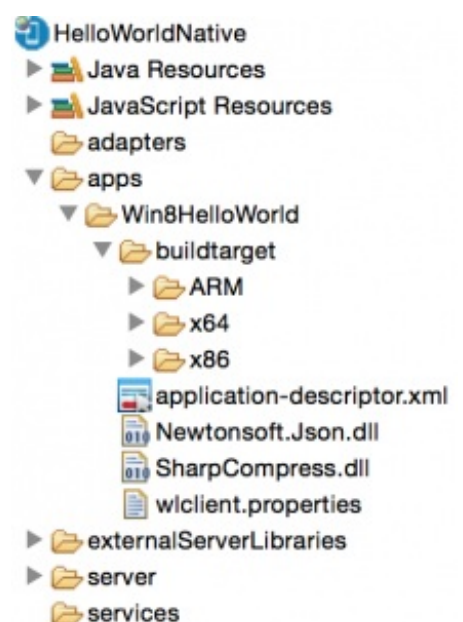 HelloWorldNative
Java Resources
JavaScript Resources
adapters
apps
Win8HelloWorld
buildtarget
ARM
x64
x86
application-descriptor.xml
Newtonsoft.Json.dll
SharpCompress.dll
wlclient.properties
externalServerLibraries
server
services